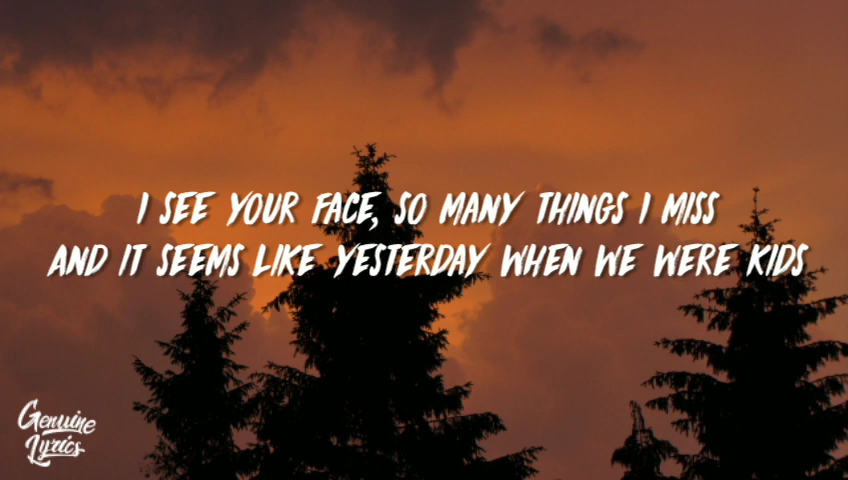 I SEE YOUR FACE, SO MANY THINGS I MISS
AND IT SEEMS LIKE YESTERDAY WHEN WE WERE KIDS
Genuine
Lyrics